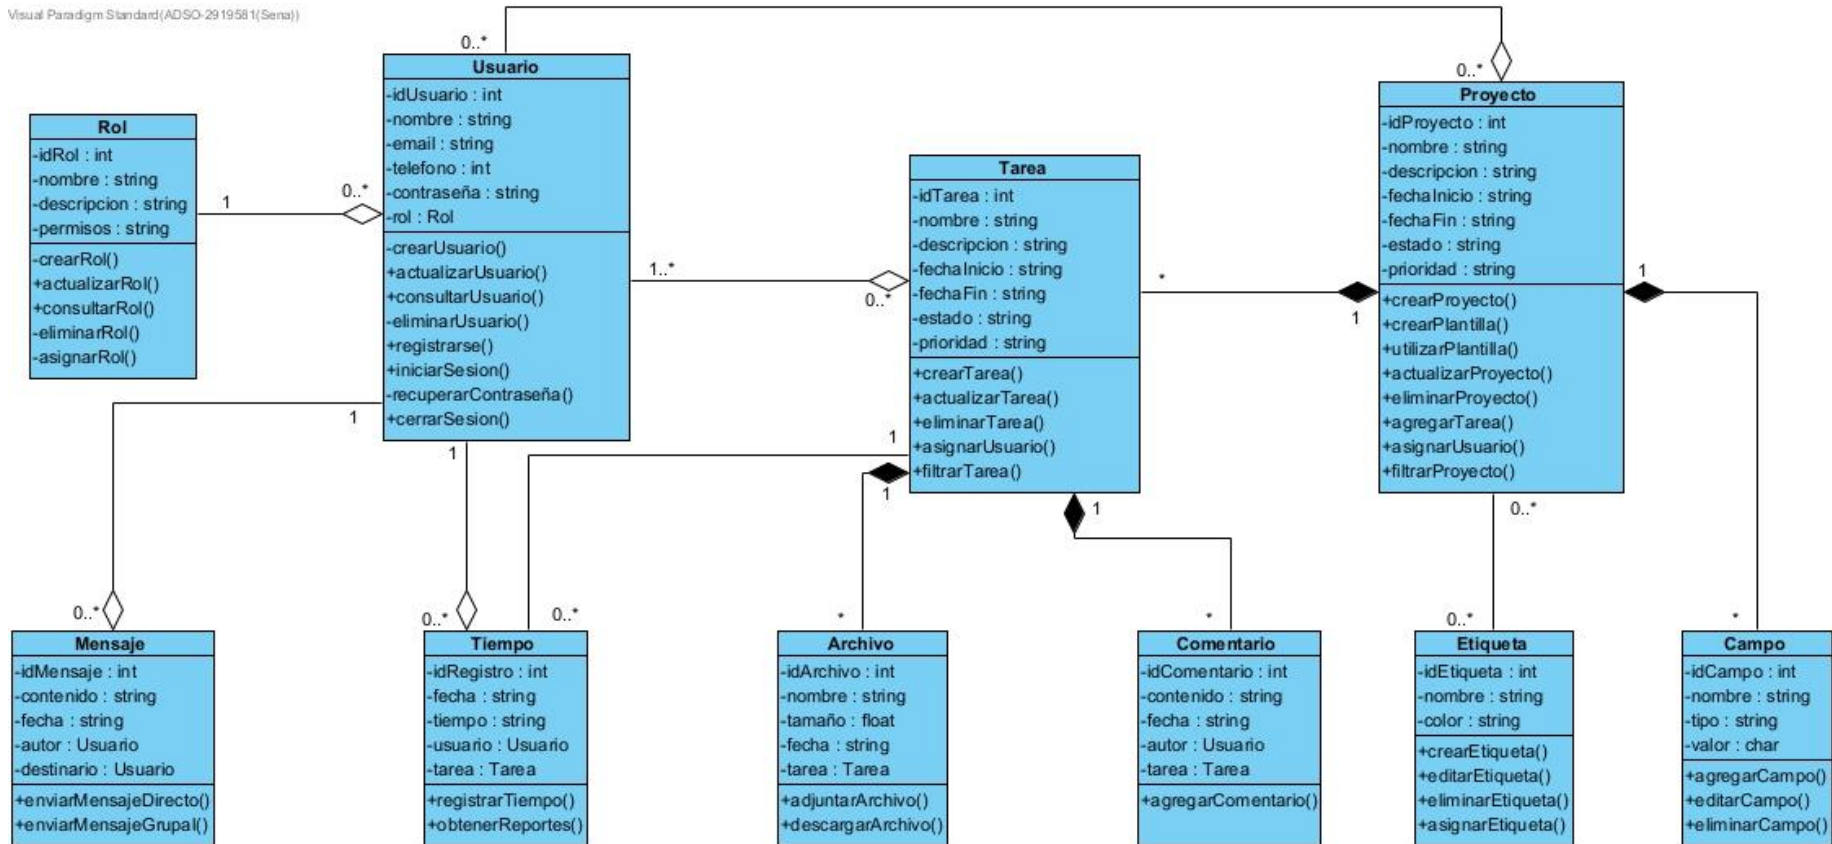 Visual Paradigm Standard(ADSO-2919581(Sena))
0..*
0..*
Usuario
-idUsuario : int
-nombre : string
-email : string
-telefono : int
-contraseña : string
-rol : Rol
-crearUsuario()
+actualizarUsuario()
+consultarUsuario()
-eliminarUsuario()
+registrarse()
+iniciarSesion()
-recuperarContraseña()
+cerrarSesion()
Rol
-idRol : int
-nombre : string
-descripcion : string
-permisos : string
-crearRol()
+actualizarRol()
+consultarRol()
-eliminarRol()
-asignarRol()
1
0..*
1..*
0..*
Tarea
-idTarea : int
-nombre : string
-descripcion : string
-fechaInicio : string
-fechaFin : string
-estado : string
-prioridad : string
+crearTarea()
+actualizarTarea()
+eliminarTarea()
+asignarUsuario()
+filtrarTarea()
*
1
Proyecto
-idProyecto : int
-nombre : string
-descripcion : string
-fechaInicio : string
-fechaFin : string
-estado : string
-prioridad : string
+crearProyecto()
+crearPlantilla()
+utilizarPlantilla()
+actualizarProyecto()
+eliminarProyecto()
+agregarTarea()
+asignarUsuario()
+filtrarProyecto()
1
1
1
1
1
1
0..*
0..*
0..*
0..*
*
*
0..*
*
Mensaje
-idMensaje : int
-contenido : string
-fecha : string
-autor : Usuario
-destinario : Usuario
+enviarMensajeDirecto()
+enviarMensajeGrupal()
Tiempo
-idRegistro : int
-fecha : string
-tiempo : string
-usuario : Usuario
-tarea : Tarea
+registrarTiempo()
+obtenerReportes()
Archivo
-idArchivo : int
-nombre : string
-tamaño : float
-fecha : string
-tarea : Tarea
+adjuntarArchivo()
+descargarArchivo()
Comentario
-idComentario : int
-contenido : string
-fecha : string
-autor : Usuario
-tarea : Tarea
+agregarComentario()
Etiqueta
-idEtiqueta : int
-nombre : string
-color : string
+crearEtiqueta()
+editarEtiqueta()
+eliminarEtiqueta()
+asignarEtiqueta()
Campo
-idCampo : int
-nombre : string
-tipo : string
-valor : char
+agregarCampo()
+editarCampo()
+eliminarCampo()